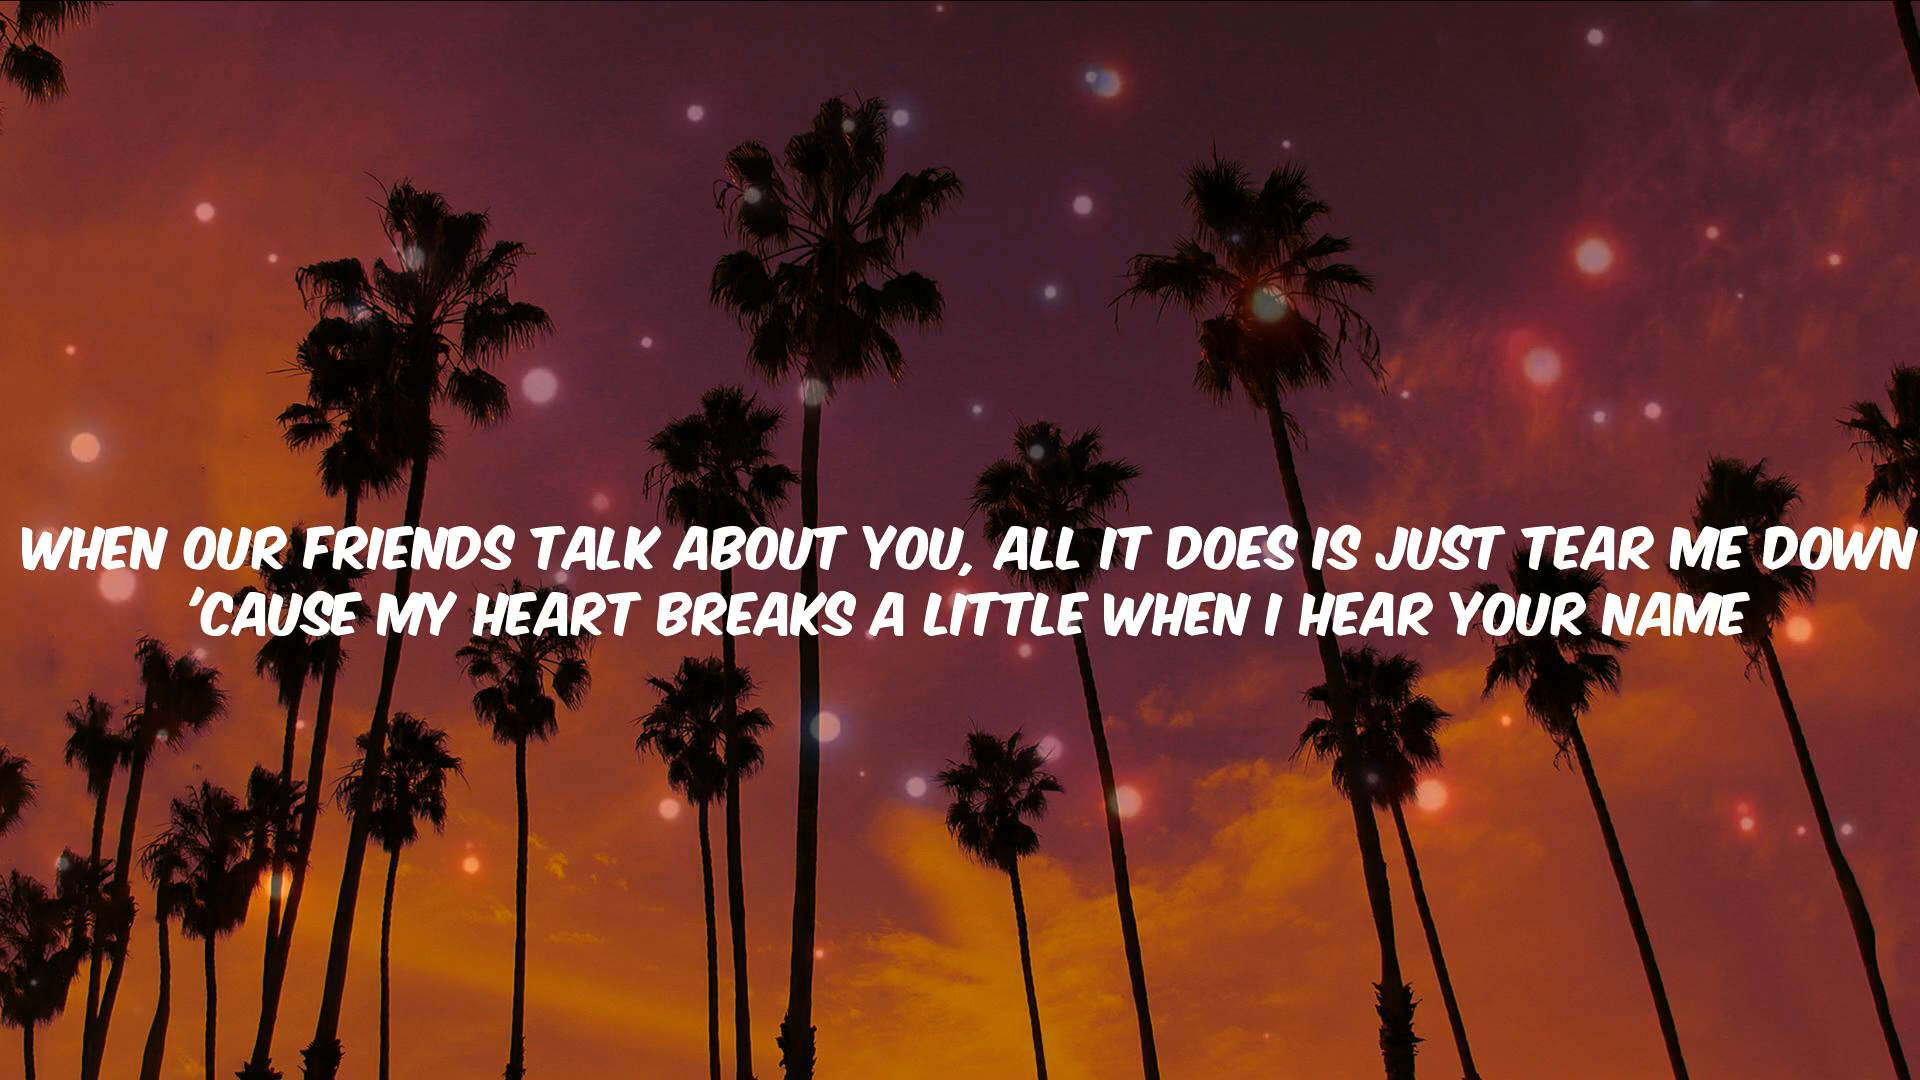 WHEN OUR FRIENDS TALK ABOUT YOU, ALL IT DOES IS JUST TEAR ME DOWN
'CAUSE MY HEART BREAKS A LITTLE WHEN I HEAR YOUR NAME